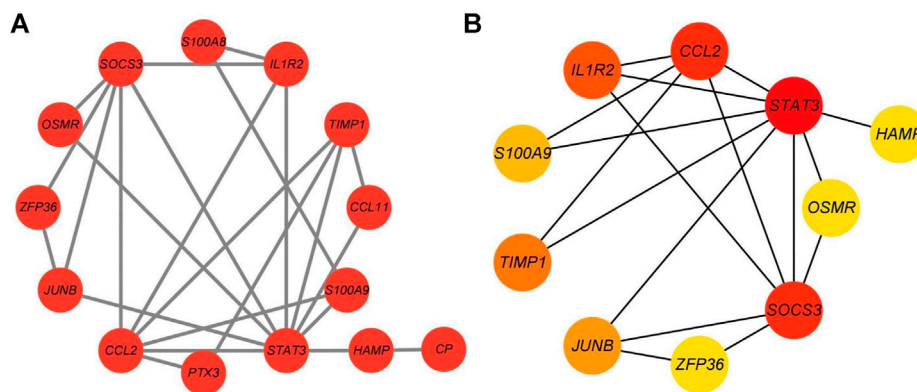 A
B
S100A8
SOCS3
IL1R2
OSMR
TIMP1
ZFP36
CCL11
JUNB
S100A9
CCL2
STAT3
HAMP
CP
PTX3
CCL2
IL1R2
STAT3
HAMP
S100A9
OSMR
TIMP1
SOCS3
JUNB
ZFP36